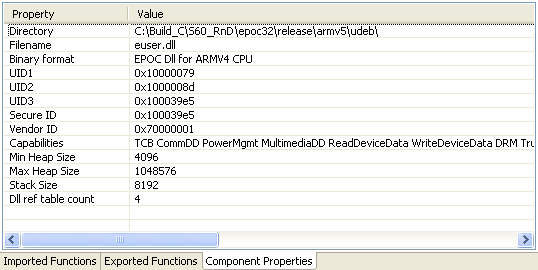 Property Value
Directory C:\Build_C\S60_RnD\epoc32\release\armv5\udeb\
Filename euser.dll
Binary format EPOC Dll for ARMV4 CPU
UID1 0x10000079
UID2 0x1000008d
UID3 0x100039e5
Secure ID 0x100039e5
Vendor ID 0x70000001
Capabilities TCB CommDD PowerMgmt MultimediaDD ReadDeviceData WriteDeviceData DRM Tru
Min Heap Size 4096
Max Heap Size 1048576
Stack Size 8192
Dll ref table count 4
Imported Functions Exported Functions Component Properties